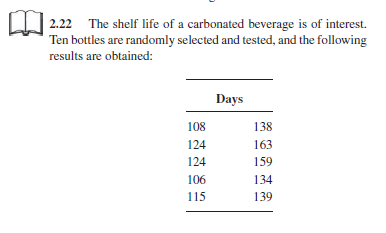 2.22 The shelf life of a carbonated beverage is of interest.
Ten bottles are randomly selected and tested, and the following
results are obtained:
Days
108 138
124 163
124 159
106 134
115 139